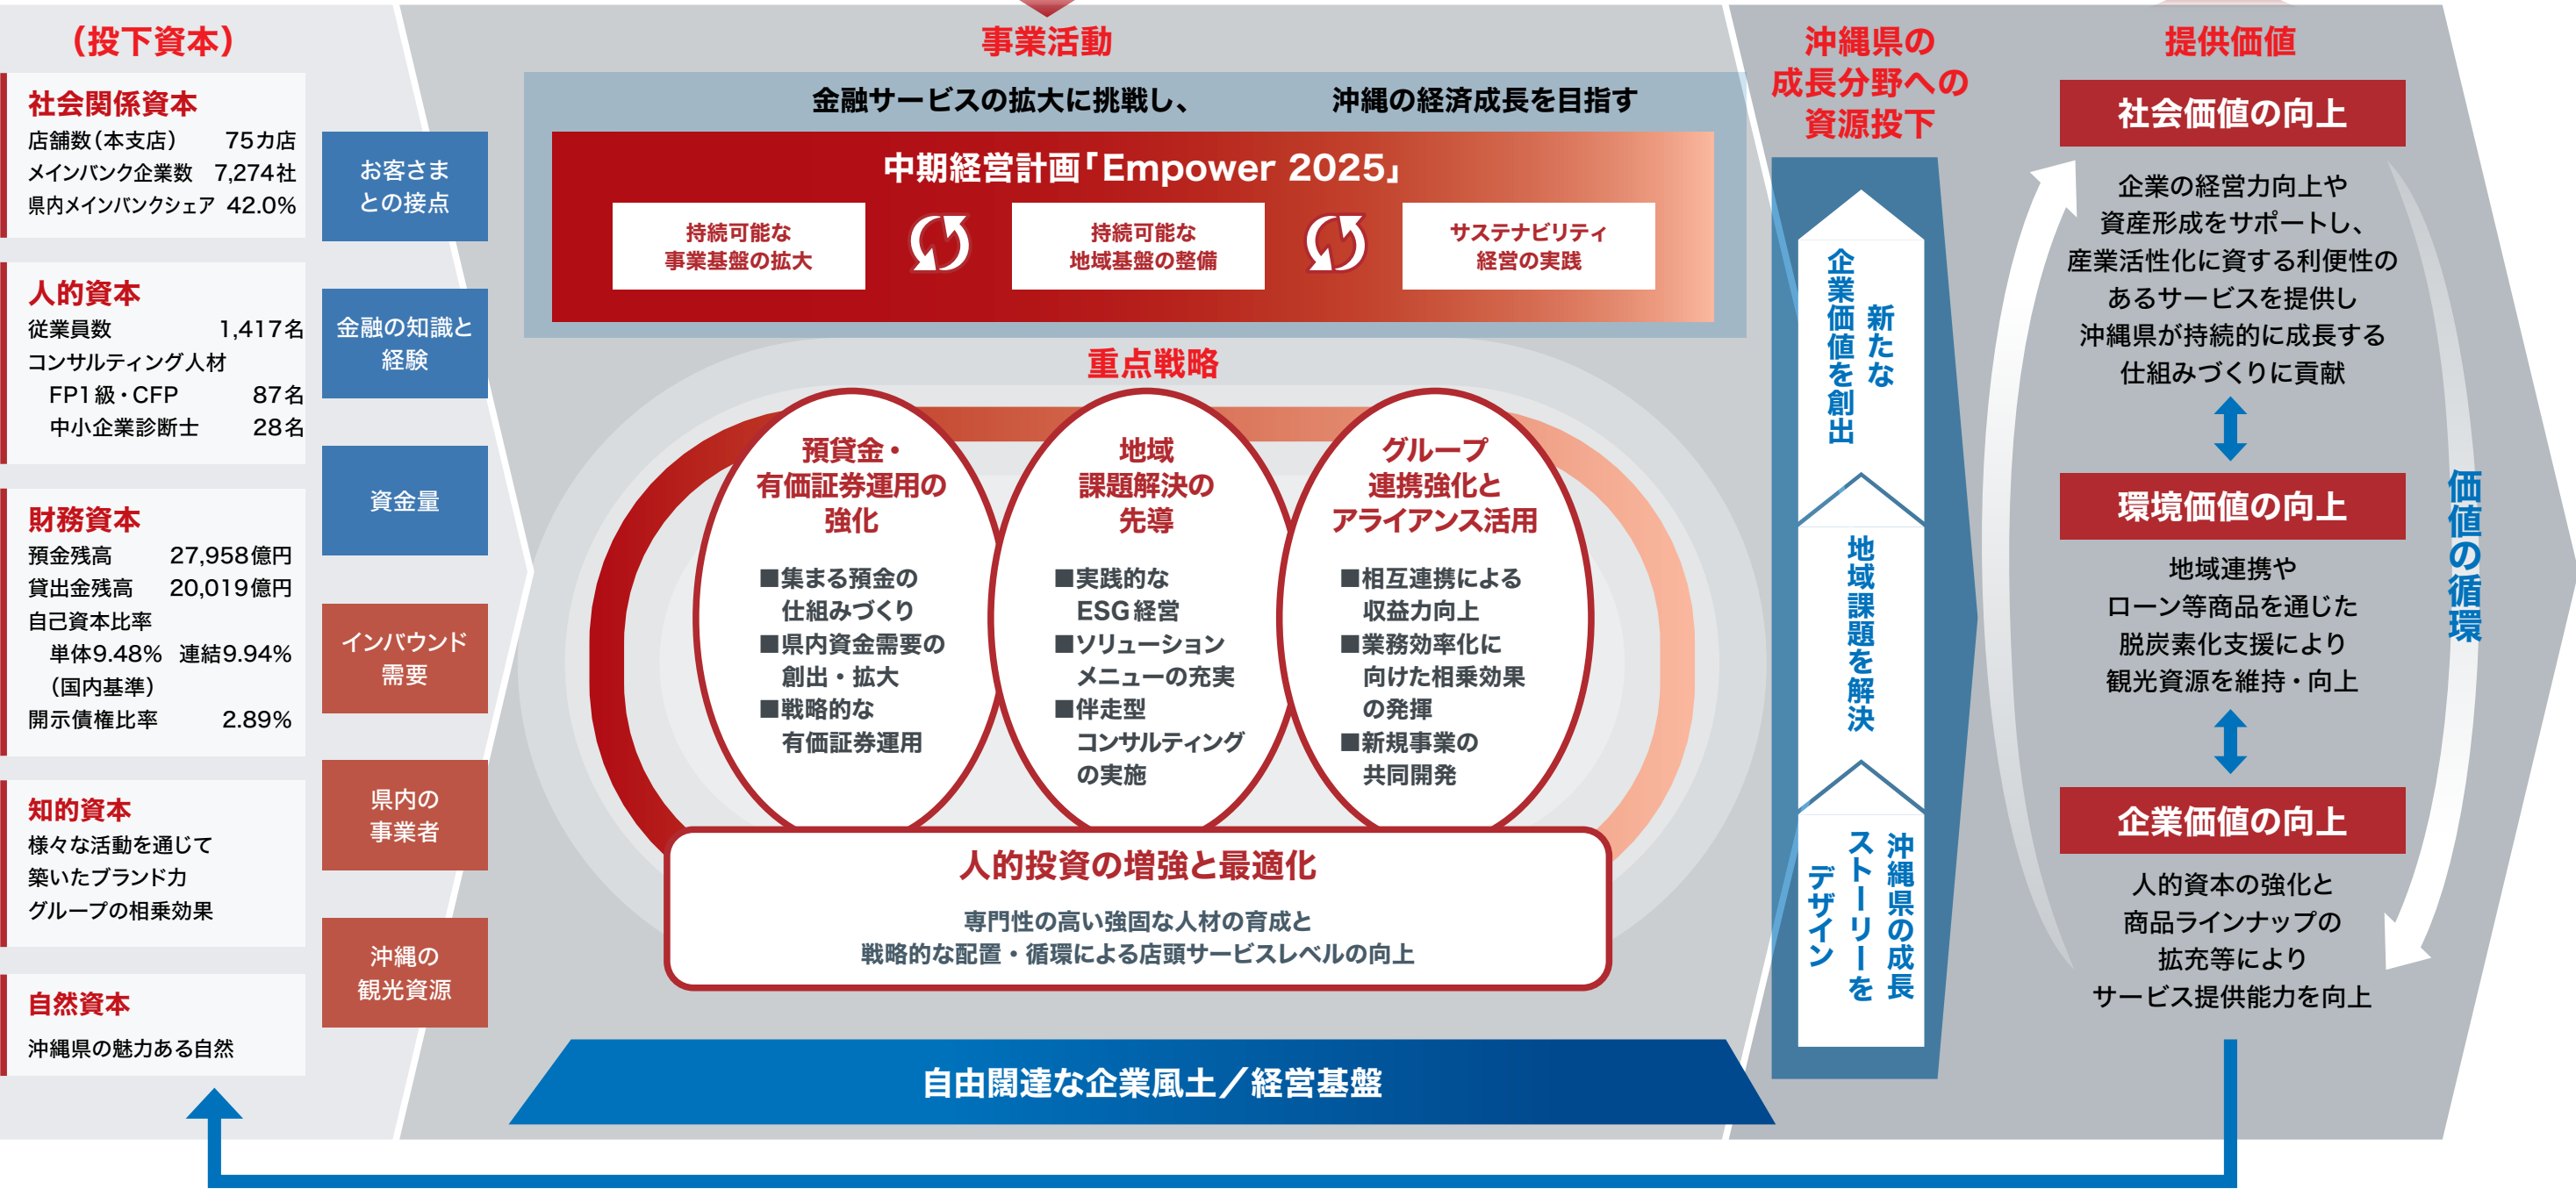 （投下資本）
社会関係資本
店舗数（本支店） 75カ店
メインバンク企業数 7,274社
県内メインバンクシェア 42.0%
人的資本
従業員数 1,417名
コンサルティング人材
FP1級・CFP 87名
中小企業診断士 28名
財務資本
預金残高 27,958億円
貸出金残高 20,019億円
自己資本比率
単体9.48% 連結9.94%
（国内基準）
開示債権比率 2.89%
知的資本
様々な活動を通じて
築いたブランド力
グループの相乗効果
自然資本
沖縄県の魅力ある自然
お客さま
との接点
金融の知識と
経験
資金量
インバウンド
需要
県内の
事業者
沖縄の
観光資源
事業活動
金融サービスの拡大に挑戦し、 沖縄の経済成長を目指す
中期経営計画「Empower 2025」
持続可能な
事業基盤の拡大
持続可能な
地域基盤の整備
サステナビリティ
経営の実践
重点戦略
預貸金・
有価証券運用の
強化
■集まる預金の
仕組みづくり
■県内資金需要の
創出・拡大
■戦略的な
有価証券運用
地域
課題解決の
先導
■実践的な
ESG経営
■ソリューション
メニューの充実
■伴走型
コンサルティング
の実施
グループ
連携強化と
アライアンス活用
■相互連携による
収益力向上
■業務効率化に
向けた相乗効果
の発揮
■新規事業の
共同開発
人的投資の増強と最適化
専門性の高い強固な人材の育成と
戦略的な配置・循環による店頭サービスレベルの向上
自由闊達な企業風土／経営基盤
沖縄県の
成長分野への
資源投下
新たな
企業価値を創出
地域課題を解決
沖縄県の成長
ストーリーを
デザイン
提供価値
社会価値の向上
企業の経営力向上や
資産形成をサポートし、
産業活性化に資する利便性の
あるサービスを提供し
沖縄県が持続的に成長する
仕組みづくりに貢献
環境価値の向上
地域連携や
ローン等商品を通じた
脱炭素化支援により
観光資源を維持・向上
企業価値の向上
人的資本の強化と
商品ラインナップの
拡充等により
サービス提供能力を向上
価値の循環